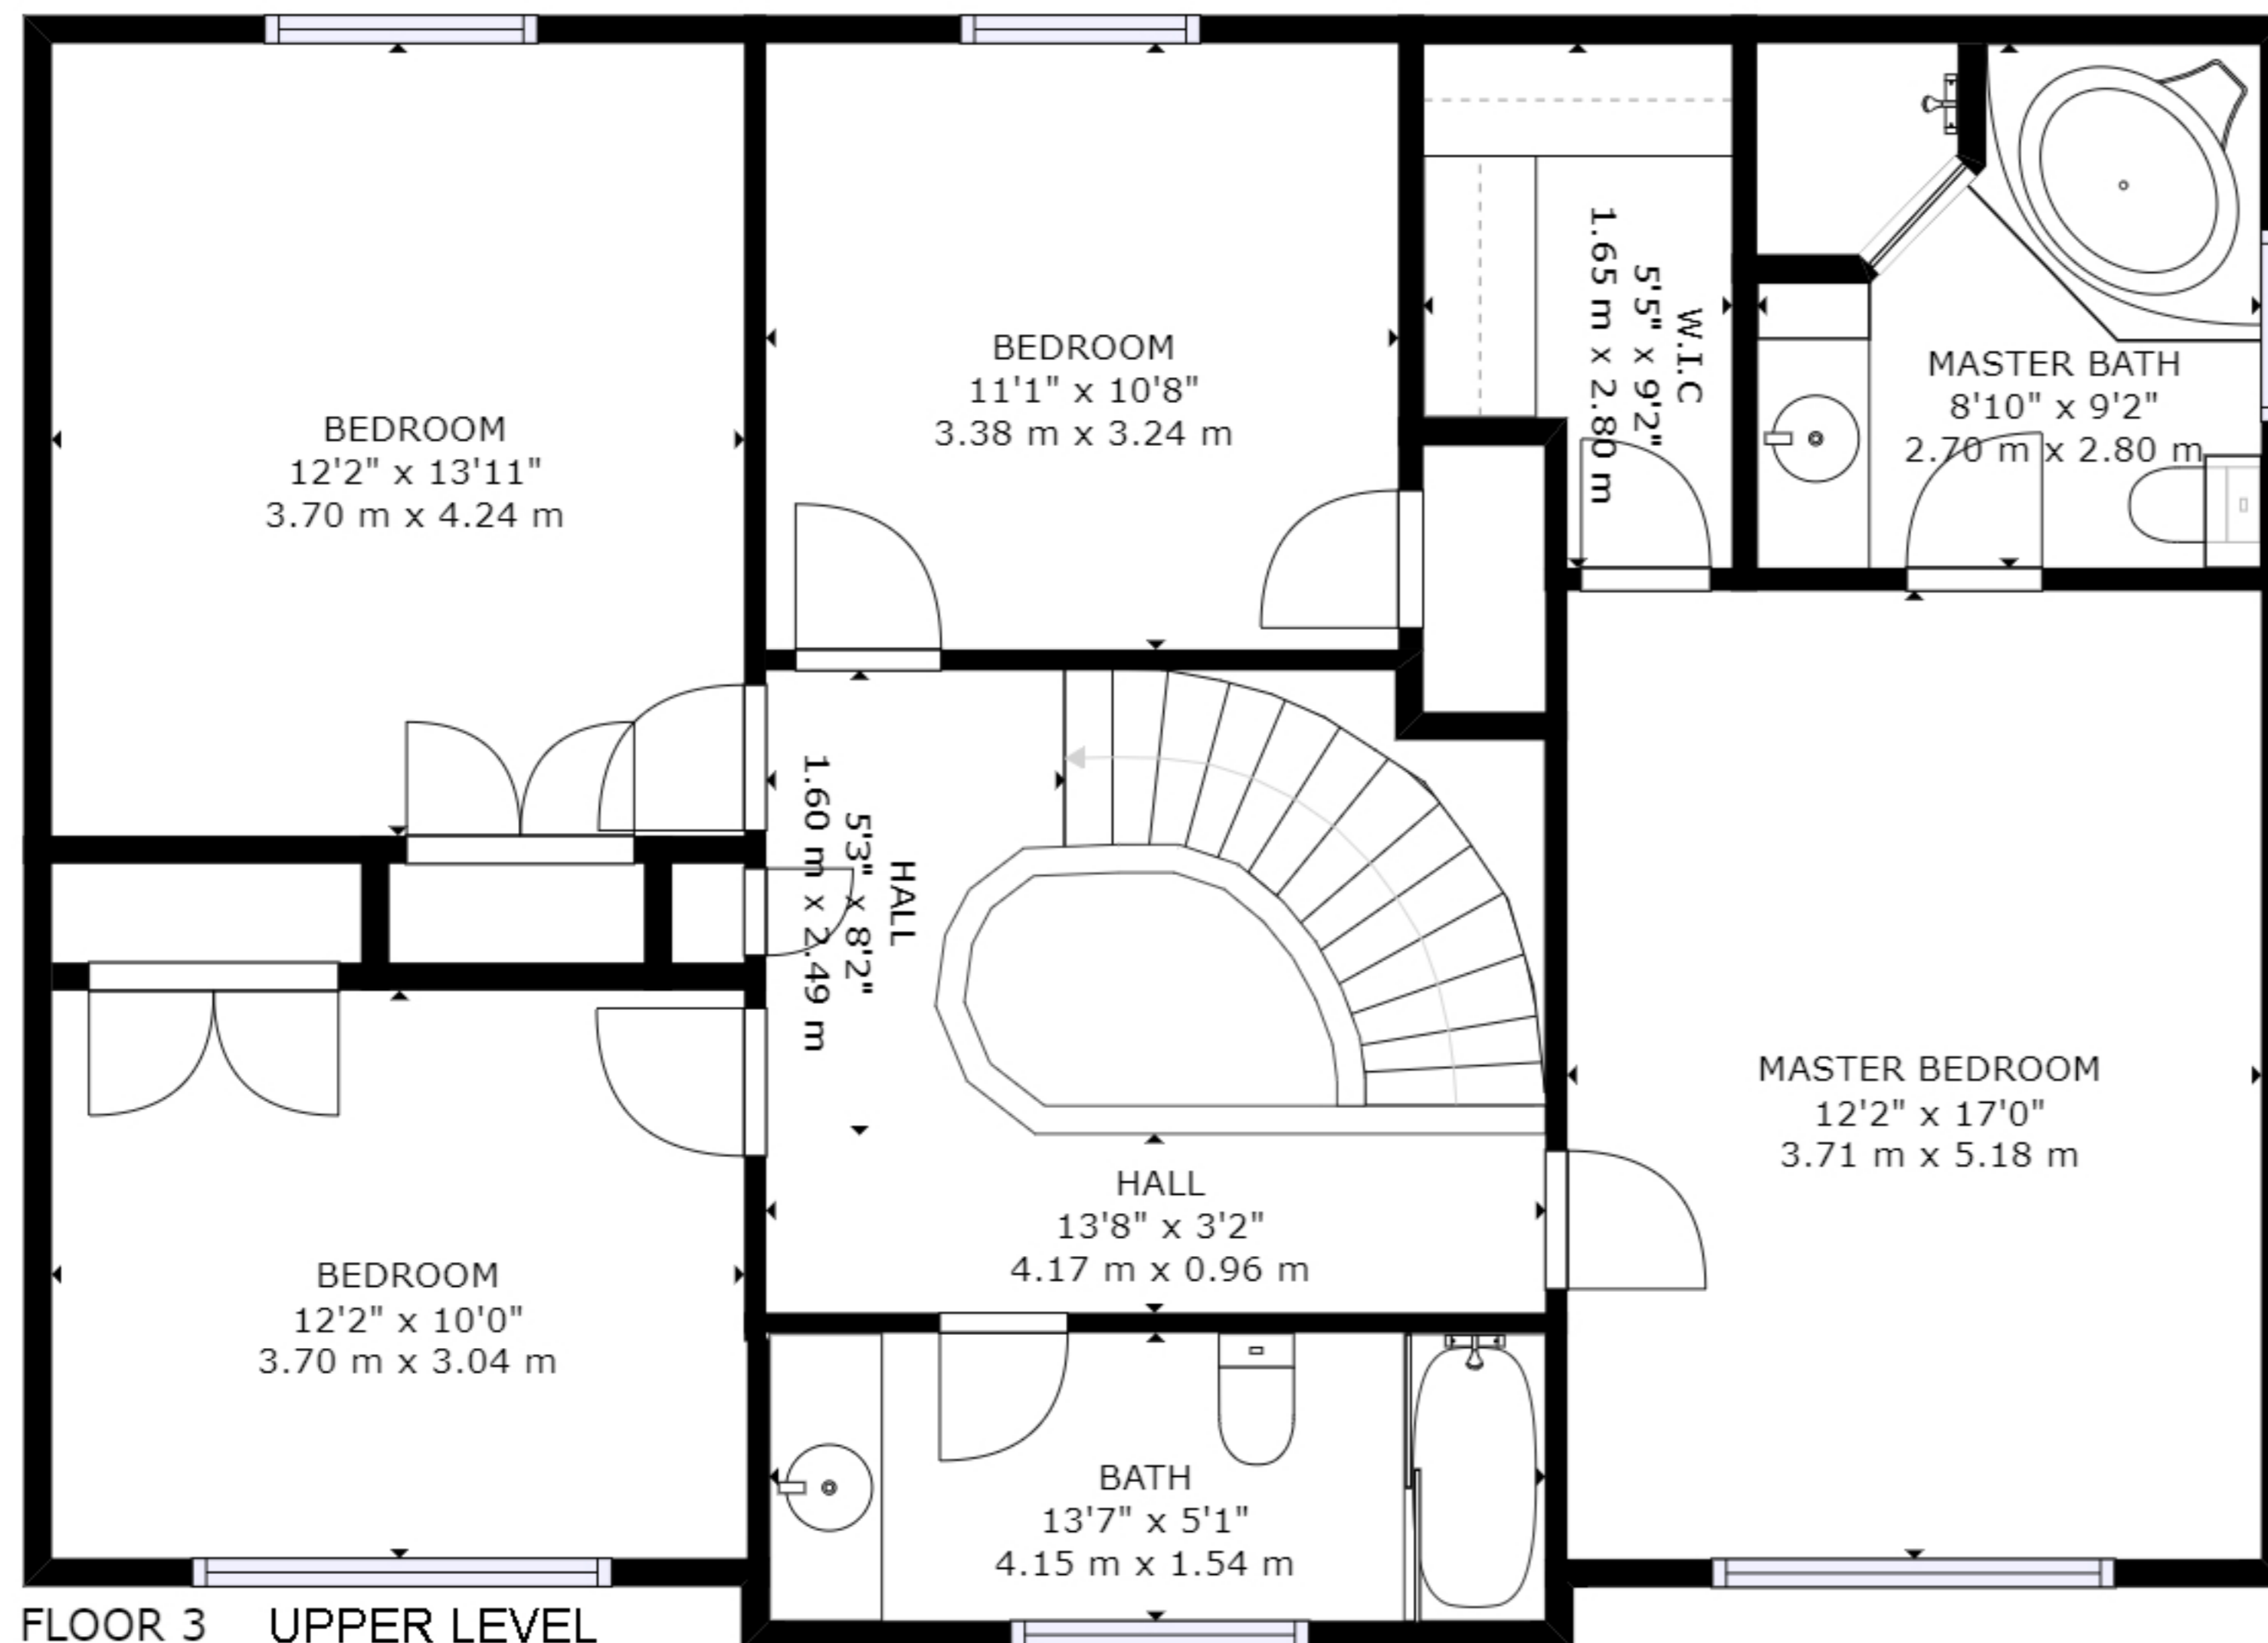 BEDROOM
12'2" x 13'11"
3.70 m x 4.24 m
BEDROOM
11'1" x 10'8"
3.38 m x 3.24 m
W.I.C
5'5" x 9'2"
1.65 m x 2.80 m
MASTER BATH
8'10" x 9'2"
2.70 m x 2.80 m
HALL
5'3" x 8'2"
1.60 m x 2.49 m
MASTER BEDROOM
12'2" x 17'0"
3.71 m x 5.18 m
HALL
13'8" x 3'2"
4.17 m x 0.96 m
BEDROOM
12'2" x 10'0"
3.70 m x 3.04 m
BATH
13'7" x 5'1"
4.15 m x 1.54 m
FLOOR 3 UPPER LEVEL